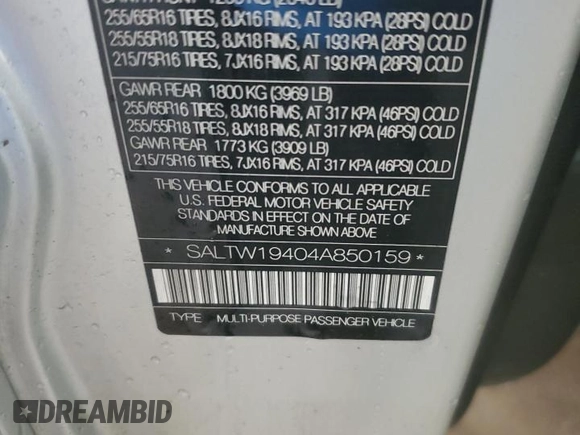 255/65R16 TIRES, 8JX16 RIMS, AT 193 KPA (28PSI) COLD
255/55R18 TIRES, 8JX18 RIMS, AT 193 KPA (28PSI) COLD
215/75R16 TIRES, 7JX16 RIMS, AT 193 KPA (28PSI) COLD
GAWR REAR 1800 KG (3969 LB)
255/65R16 TIRES, 8JX16 RIMS, AT 317 KPA (46PSI) COLD
255/55R18 TIRES, 8JX18 RIMS, AT 317 KPA (46PSI) COLD
GAWR REAR 1773 KG (3909 LB)
215/75R16 TIRES, 7JX16 RIMS, AT 317 KPA (46PSI) COLD
THIS VEHICLE CONFORMS TO ALL APPLICABLE
U.S. FEDERAL MOTOR VEHICLE SAFETY
STANDARDS IN EFFECT ON THE DATE OF
MANUFACTURE SHOWN ABOVE
* SALTW19404A850159 *
TYPE MULTI-PURPOSE PASSENGER VEHICLE
DREAMBID